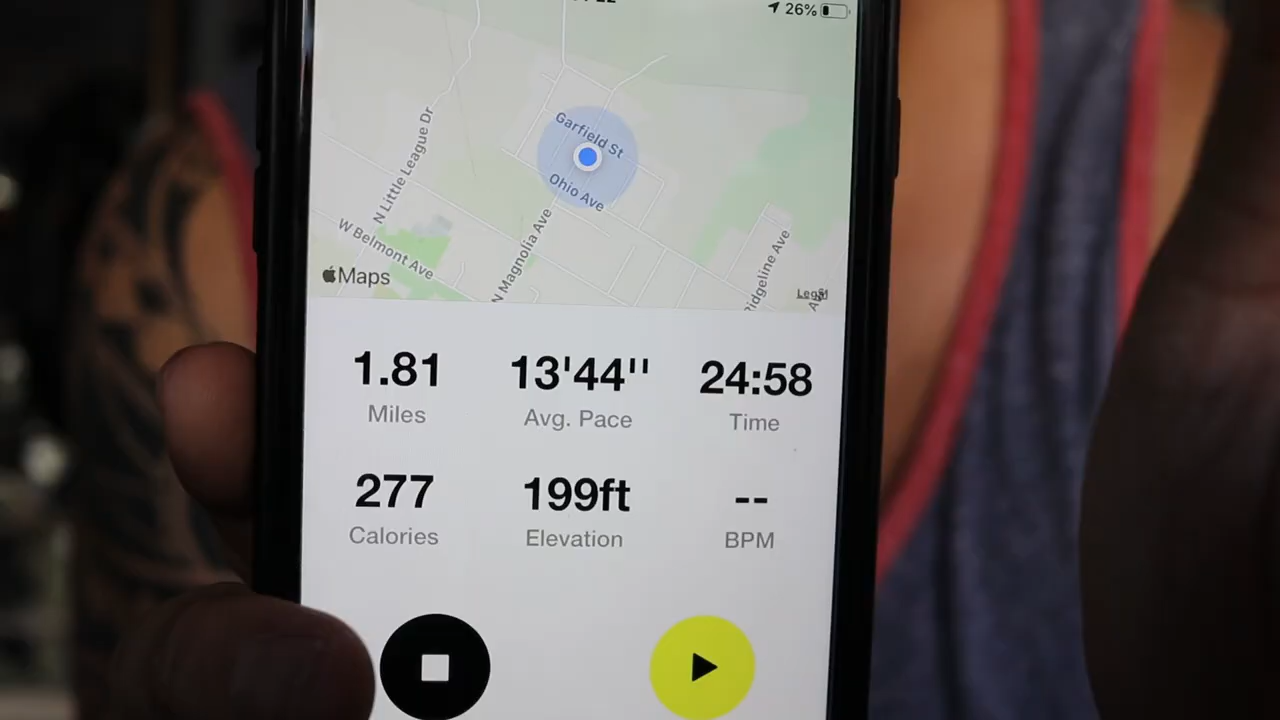 26%
Garfield St
Ohio Ave
N Little League Dr
W Belmont Ave
N Magnolia Ave
Ridgeline Ave
Maps
Legal
1.81 13'44'' 24:58
Miles Avg. Pace Time
277 199ft --
Calories Elevation BPM